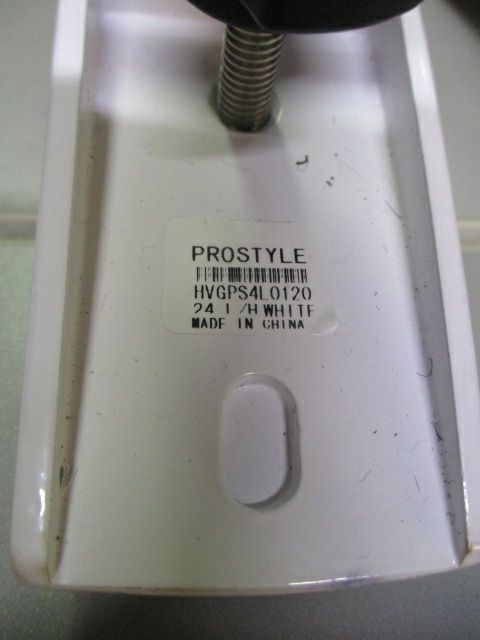 PROSTYLE
HVGPS4L0120
24 L/H WHITE
MADE IN CHINA